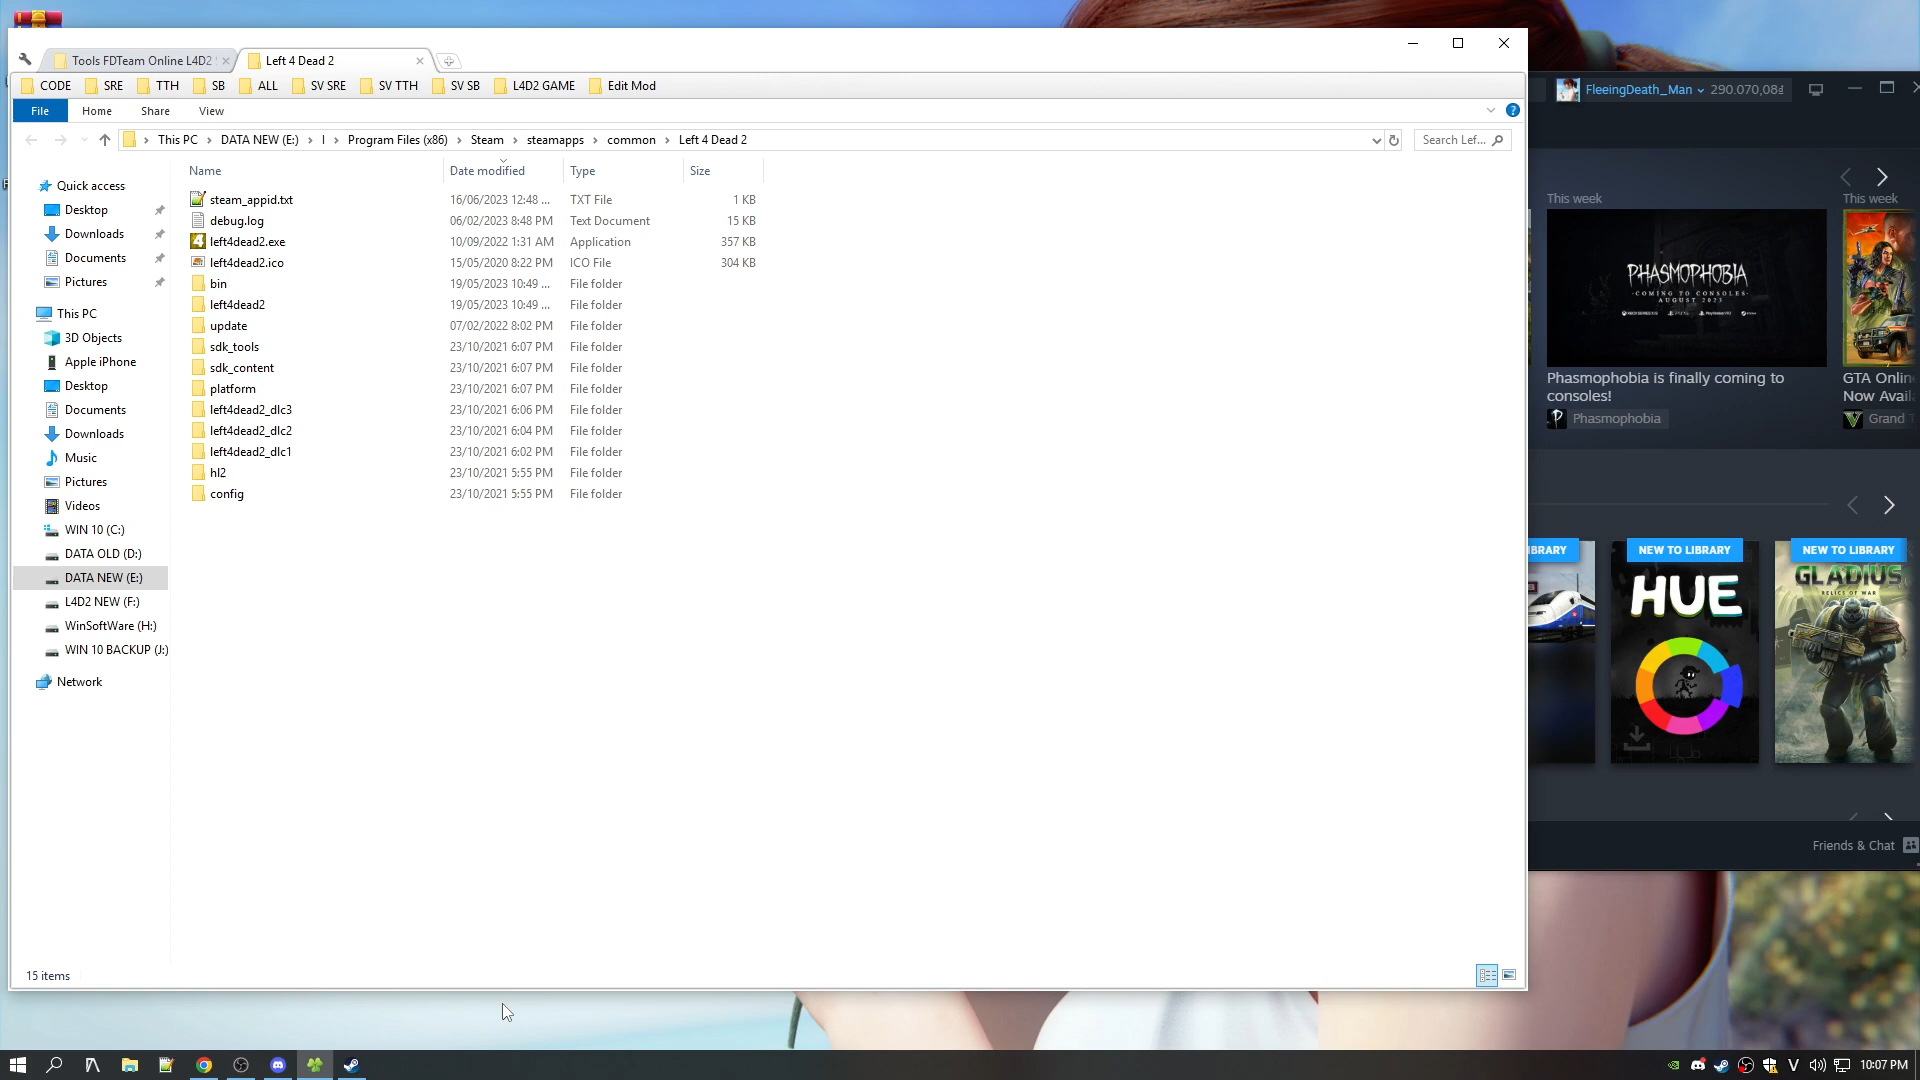 Tools FDTeam Online L4D2
Left 4 Dead 2
CODE SRE TTH SB ALL SV SRE SV TTH SV SB L4D2 GAME Edit Mod
File Home Share View
This PC › DATA NEW (E:) › I › Program Files (x86) › Steam › steamapps › common › Left 4 Dead 2
Search Lef...
Name Date modified Type Size
steam_appid.txt 16/06/2023 12:48 ... TXT File 1 KB
debug.log 06/02/2023 8:48 PM Text Document 15 KB
left4dead2.exe 10/09/2022 1:31 AM Application 357 KB
left4dead2.ico 15/05/2020 8:22 PM ICO File 304 KB
bin 19/05/2023 10:49 ... File folder
left4dead2 19/05/2023 10:49 ... File folder
update 07/02/2022 8:02 PM File folder
sdk_tools 23/10/2021 6:07 PM File folder
sdk_content 23/10/2021 6:07 PM File folder
platform 23/10/2021 6:07 PM File folder
left4dead2_dlc3 23/10/2021 6:06 PM File folder
left4dead2_dlc2 23/10/2021 6:04 PM File folder
left4dead2_dlc1 23/10/2021 6:02 PM File folder
hl2 23/10/2021 5:55 PM File folder
config 23/10/2021 5:55 PM File folder
Quick access
Desktop
Downloads
Documents
Pictures
This PC
3D Objects
Apple iPhone
Desktop
Documents
Downloads
Music
Pictures
Videos
WIN 10 (C:)
DATA OLD (D:)
DATA NEW (E:)
L4D2 NEW (F:)
WinSoftWare (H:)
WIN 10 BACKUP (J:)
Network
15 items
FleeingDeath_Man 290.070,08₫
This week
PHASMOPHOBIA
COMING TO CONSOLES
AUGUST 2023
Phasmophobia is finally coming to
consoles!
Phasmophobia
This week
GTA Onlin
Now Avail
Grand T
BRARY
NEW TO LIBRARY
HUE
NEW TO LIBRARY
GLADIUS
RELICS OF WAR
Friends & Chat
V
10:07 PM